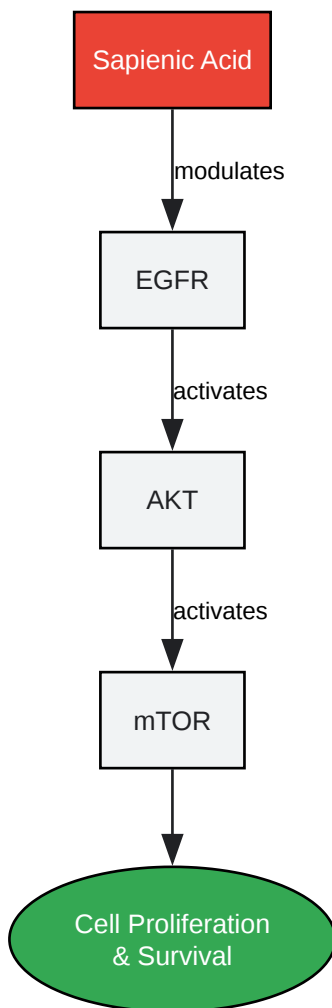 Sapienic Acid
modulates
EGFR
activates
AKT
activates
mTOR
Cell Proliferation
& Survival